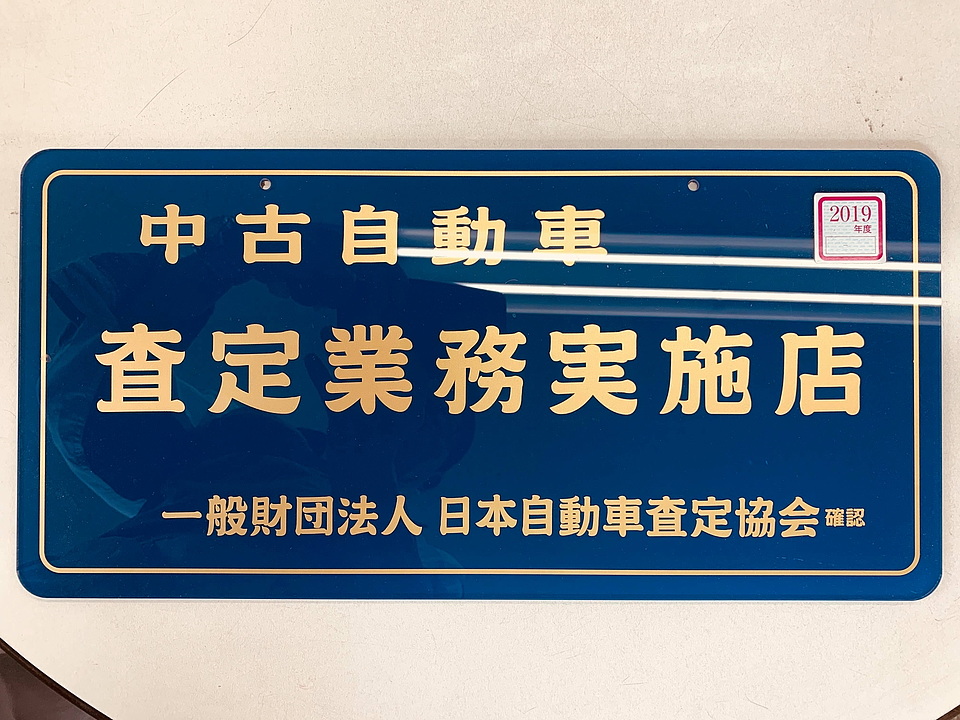 中古自動車
2019
年度
査定業務実施店
一般財団法人 日本自動車査定協会確認